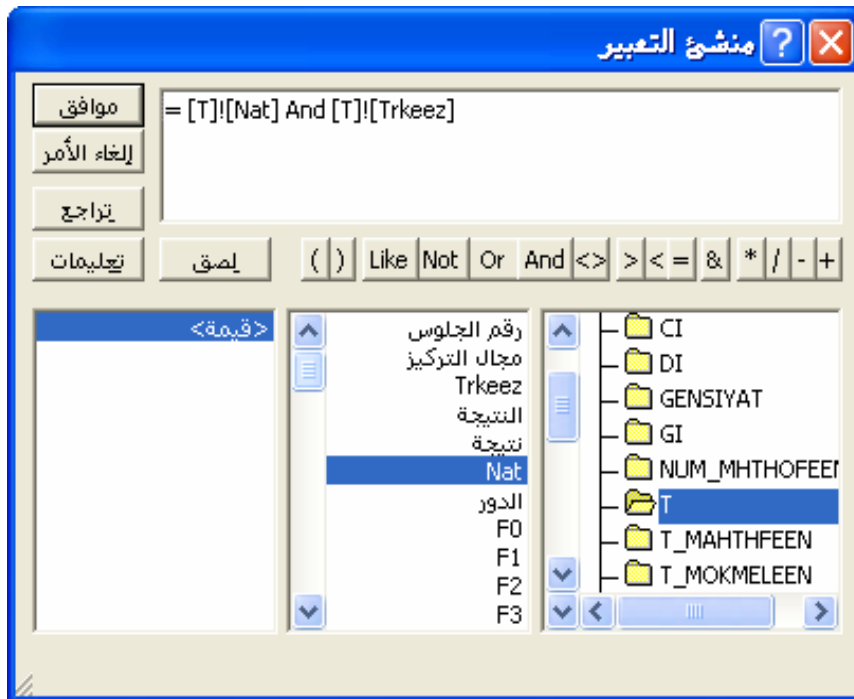 منشئ التعبير
= [T]![Nat] And [T]![Trkeez]
موافق
إلغاء الأمر
تراجع
تعليمات
لصق
( ) Like Not Or And <> > < = & * / - +
CI
DI
GENSIYAT
GI
NUM_MHTHOFEEN
T
T_MAHTHFEEN
T_MOKMELEEN
رقم الجلوس
مجال التركيز
Trkeez
النتيجة
نتيجة
Nat
الدور
F0
F1
F2
F3
<قيمة>